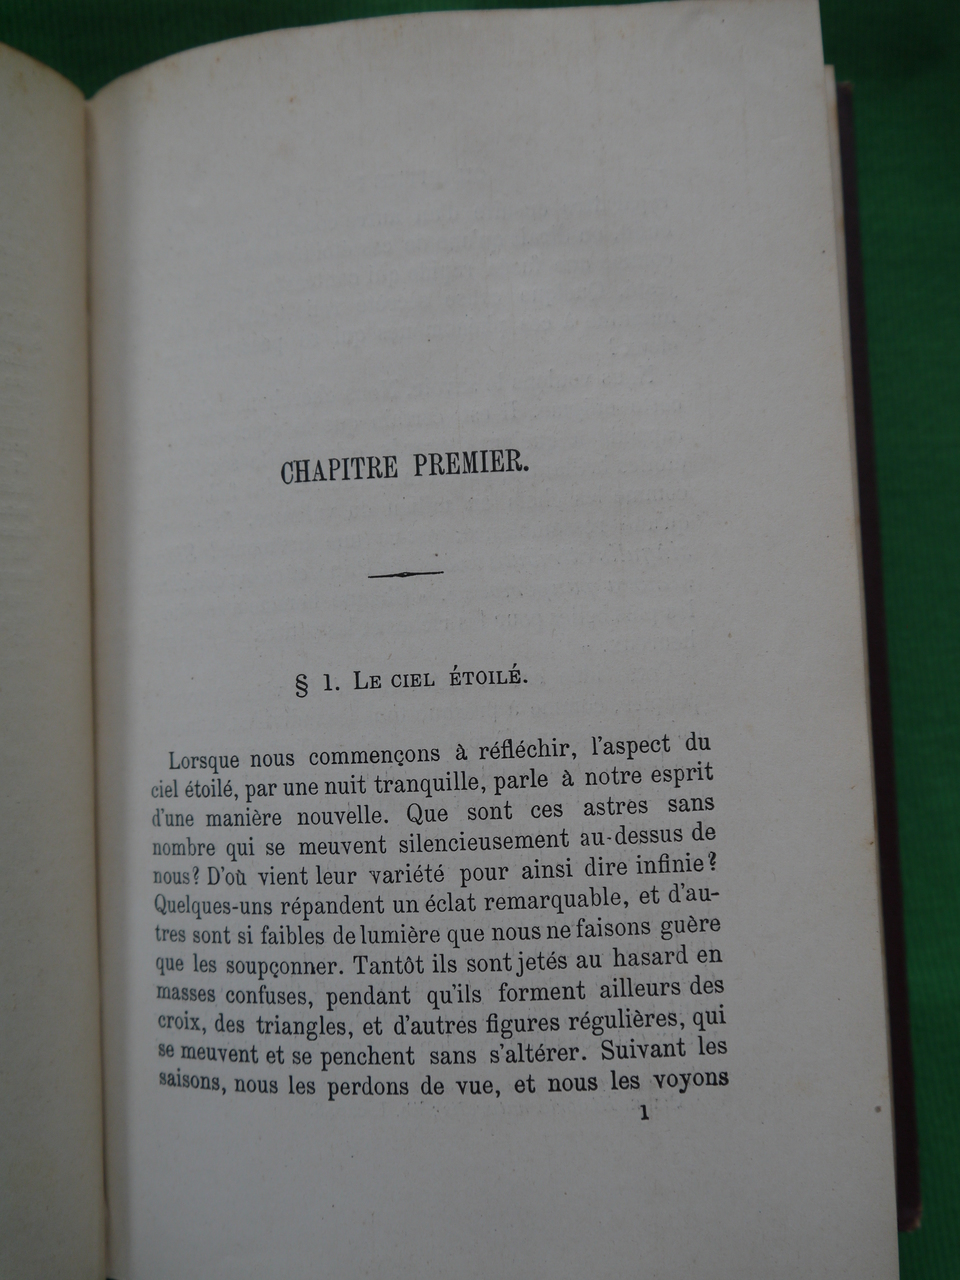 CHAPITRE PREMIER.
§ 1. LE CIEL ÉTOILÉ.
Lorsque nous commençons à réfléchir, l'aspect du
ciel étoilé, par une nuit tranquille, parle à notre esprit
d'une manière nouvelle. Que sont ces astres sans
nombre qui se meuvent silencieusement au-dessus de
nous? D'où vient leur variété pour ainsi dire infinie?
Quelques-uns répandent un éclat remarquable, et d'au-
tres sont si faibles de lumière que nous ne faisons guère
que les soupçonner. Tantôt ils sont jetés au hasard en
masses confuses, pendant qu'ils forment ailleurs des
croix, des triangles, et d'autres figures régulières, qui
se meuvent et se penchent sans s'altérer. Suivant les
saisons, nous les perdons de vue, et nous les voyons
1